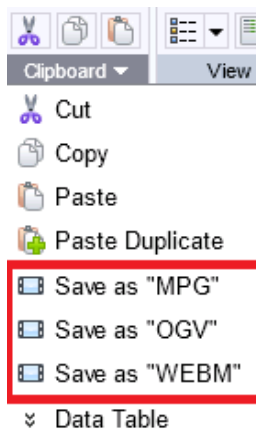 Clipboard View
Cut
Copy
Paste
Paste Duplicate
Save as "MPG"
Save as "OGV"
Save as "WEBM"
Data Table